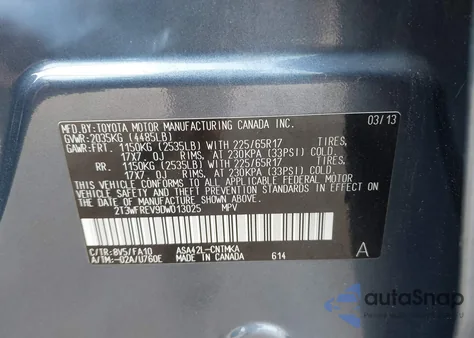 MFD.BY:TOYOTA MOTOR MANUFACTURING CANADA INC. 03/13
GVWR:2035KG (4485LB)
GAWR:FRT. 1150KG (2535LB) WITH 225/65R17 TIRES,
17X7. 0J RIMS, AT 230KPA (33PSI) COLD
RR. 1150KG (2535LB) WITH 225/65R17 TIRES,
17X7. 0J RIMS, AT 230KPA (33PSI) COLD
THIS VEHICLE CONFORMS TO ALL APPLICABLE FEDERAL MOTOR
VEHICLE SAFETY AND BUMPER STANDARDS IN EFFECT ON THE
DATE OF MANUFACTURE SHOWN ABOVE.
2T3WFREV9DW013025 MPV
C/TR:8V5/FA10 ASA42L-CNTMKA
A/TM:-02A/U760E MADE IN CANADA 614 A
autoSnap